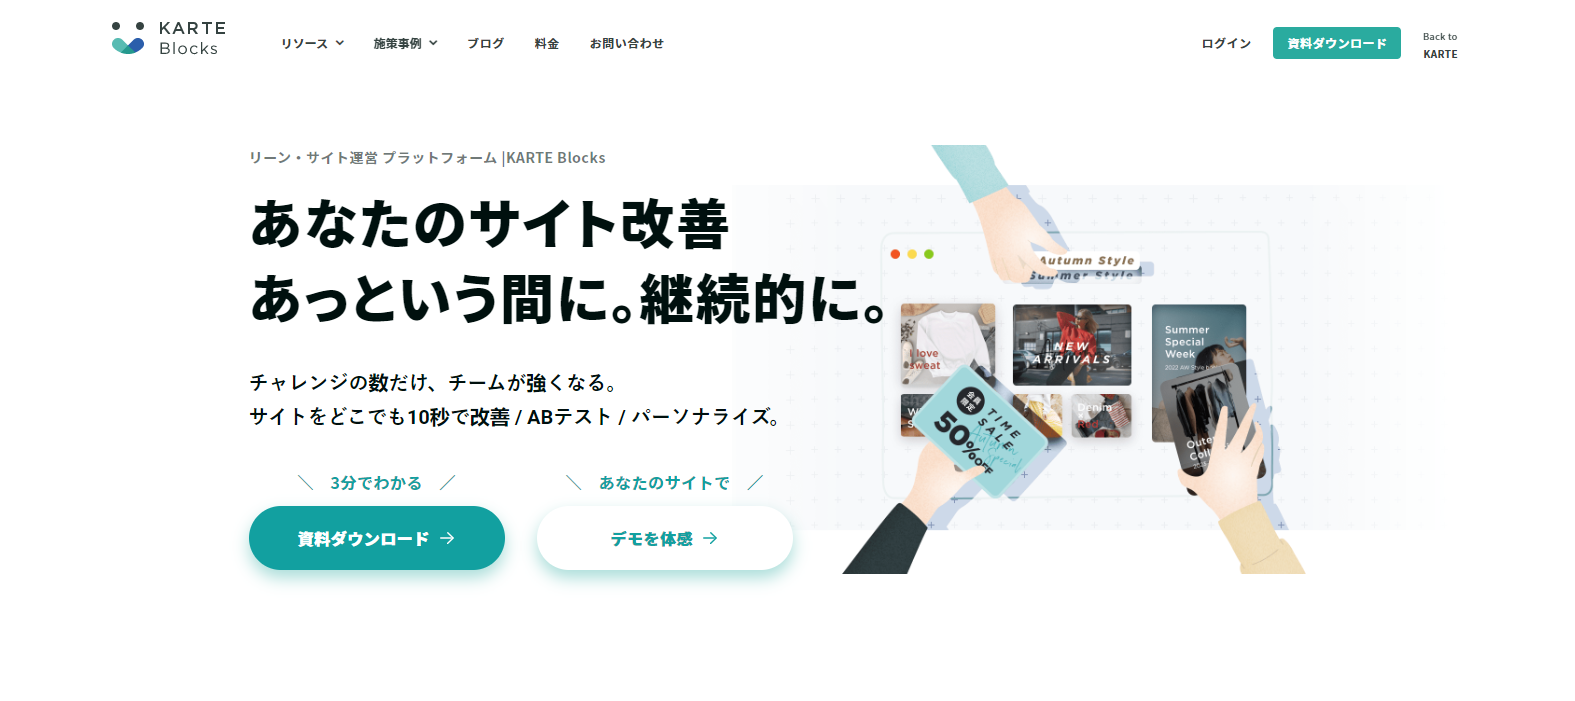 KARTE
Blocks
リソース
施策事例
ブログ
料金
お問い合わせ
ログイン
資料ダウンロード
Back to
KARTE
リーン・サイト運営 プラットフォーム |KARTE Blocks
あなたのサイト改善
あっという間に。継続的に。
チャレンジの数だけ、チームが強くなる。
サイトをどこでも10秒で改善 / ABテスト / パーソナライズ。
3分でわかる
資料ダウンロード
あなたのサイトで
デモを体感
Autumn Style
Summer Style
I love
sweat
NEW
ARRIVALS
Summer
Special
Week
会員
限定
TIME
SALE
50%OFF
Autumn
Special
Denim
Red